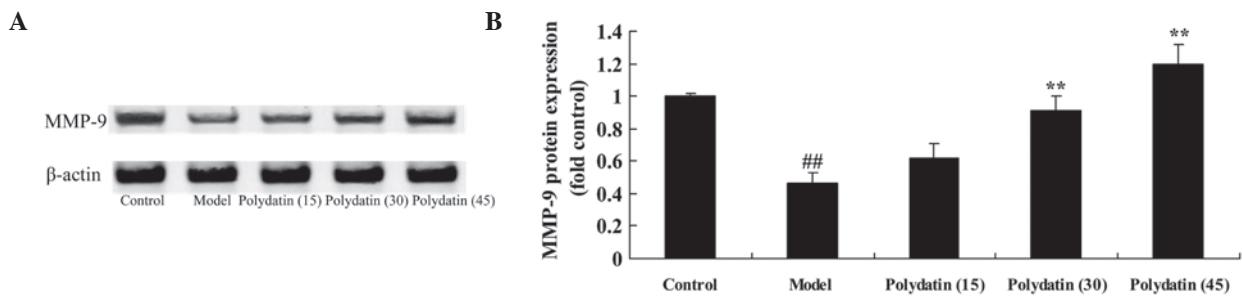 A
MMP-9
β-actin
Control Model Polydatin (15) Polydatin (30) Polydatin (45)
B
MMP-9 protein expression
(fold control)
1.4
1.2
1
0.8
0.6
0.4
0.2
0
##
**
**
Control Model Polydatin (15) Polydatin (30) Polydatin (45)